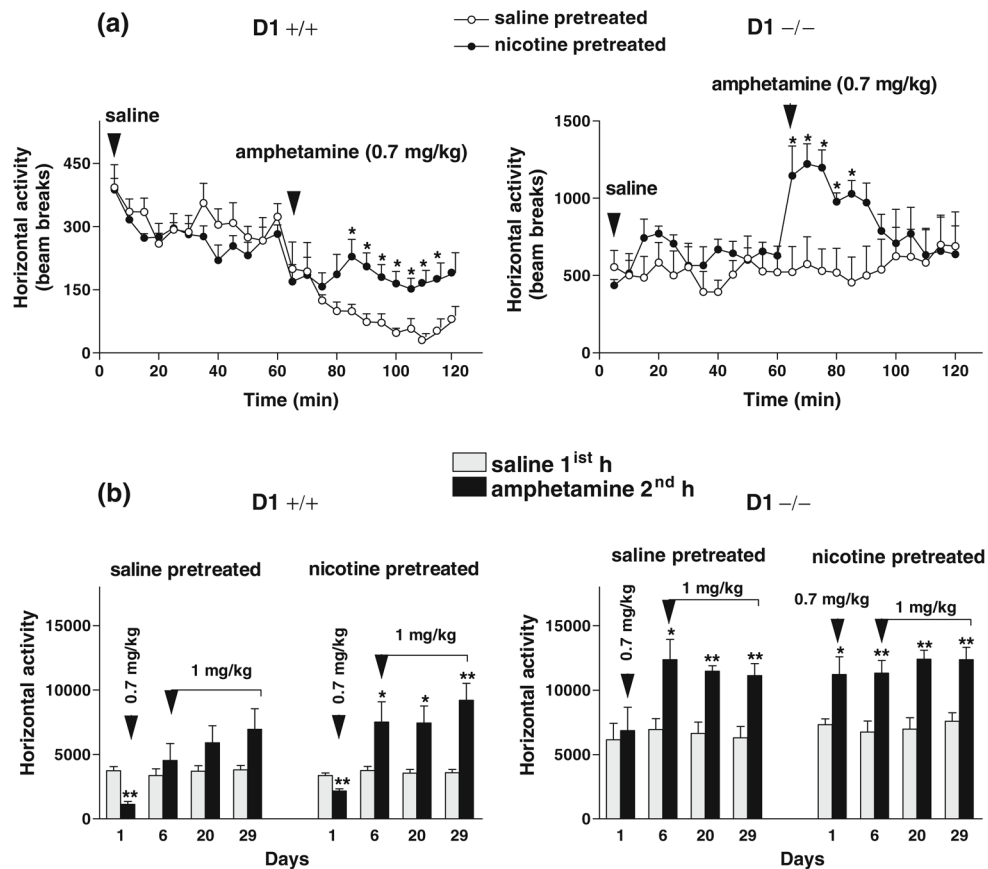 (a)
D1 +/+
saline pretreated
nicotine pretreated
D1 −/−
saline
amphetamine (0.7 mg/kg)
Horizontal activity
(beam breaks)
450
300
150
0
0 20 40 60 80 100 120
Time (min)
* * * * * * *
amphetamine (0.7 mg/kg)
saline
Horizontal activity
(beam breaks)
1500
1000
500
0
0 20 40 60 80 100 120
Time (min)
* * * * *
saline 1ist h
amphetamine 2nd h
(b)
D1 +/+
D1 −/−
saline pretreated
nicotine pretreated
Horizontal activity
15000
10000
5000
0
0.7 mg/kg
1 mg/kg
**
0.7 mg/kg
1 mg/kg
** * * **
1 6 20 29 1 6 20 29
Days
saline pretreated
nicotine pretreated
Horizontal activity
15000
10000
5000
0
0.7 mg/kg
1 mg/kg
* ** **
0.7 mg/kg
1 mg/kg
* ** ** **
1 6 20 29 1 6 20 29
Days